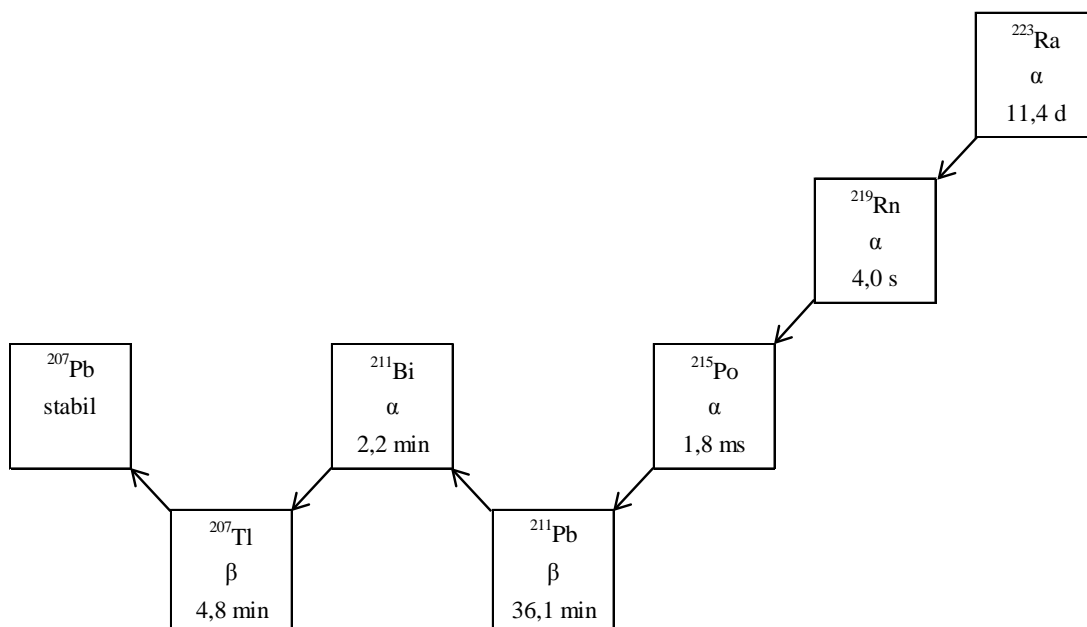 ²²³Ra
α
11,4 d
²¹⁹Rn
α
4,0 s
²⁰⁷Pb
stabil
²¹¹Bi
α
2,2 min
²¹⁵Po
α
1,8 ms
²⁰⁷Tl
β
4,8 min
²¹¹Pb
β
36,1 min